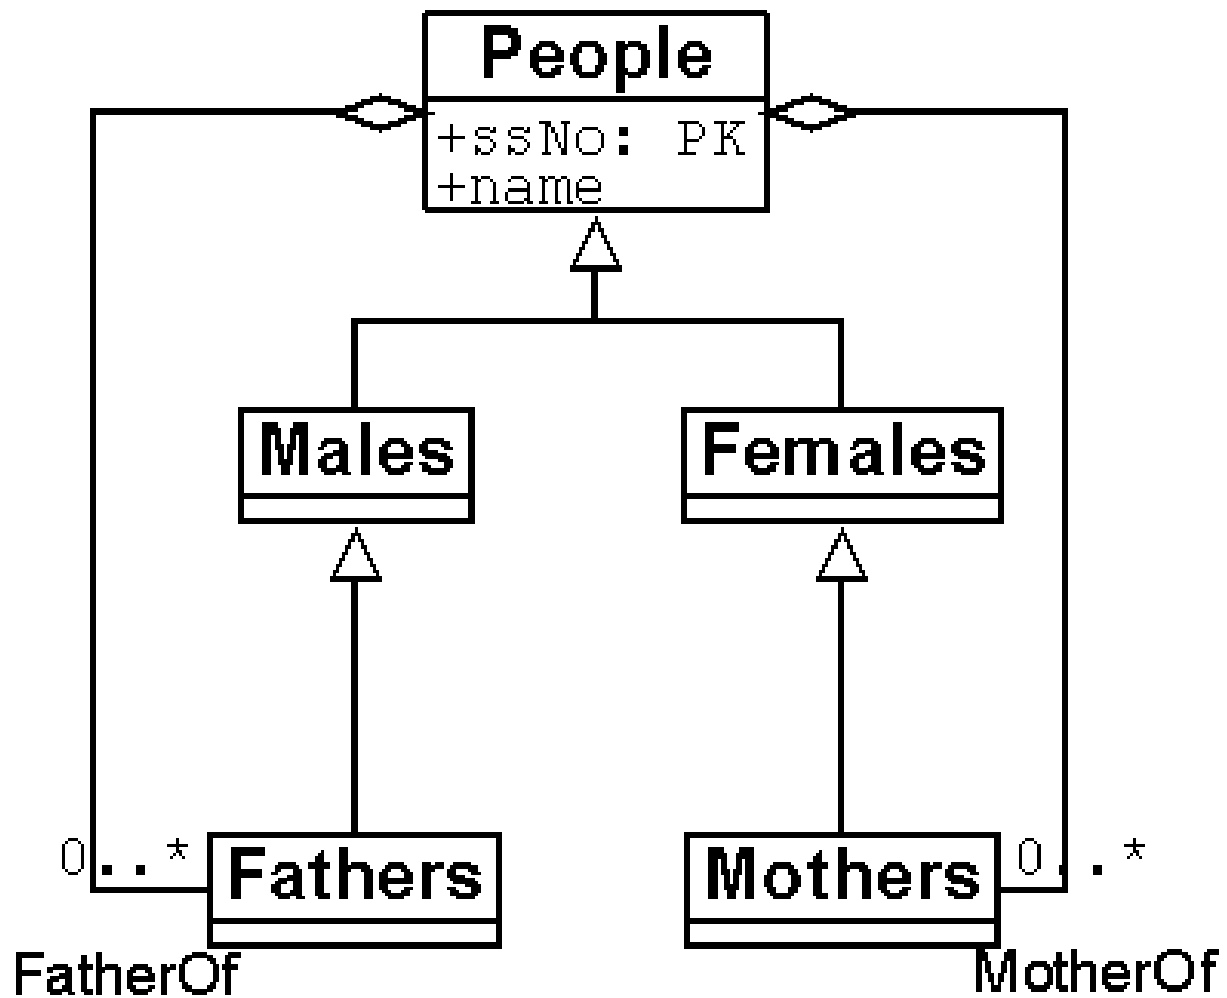 People
+ssNo: PK
+name
Males
Females
0..*
Fathers
Mothers
0..*
FatherOf
MotherOf